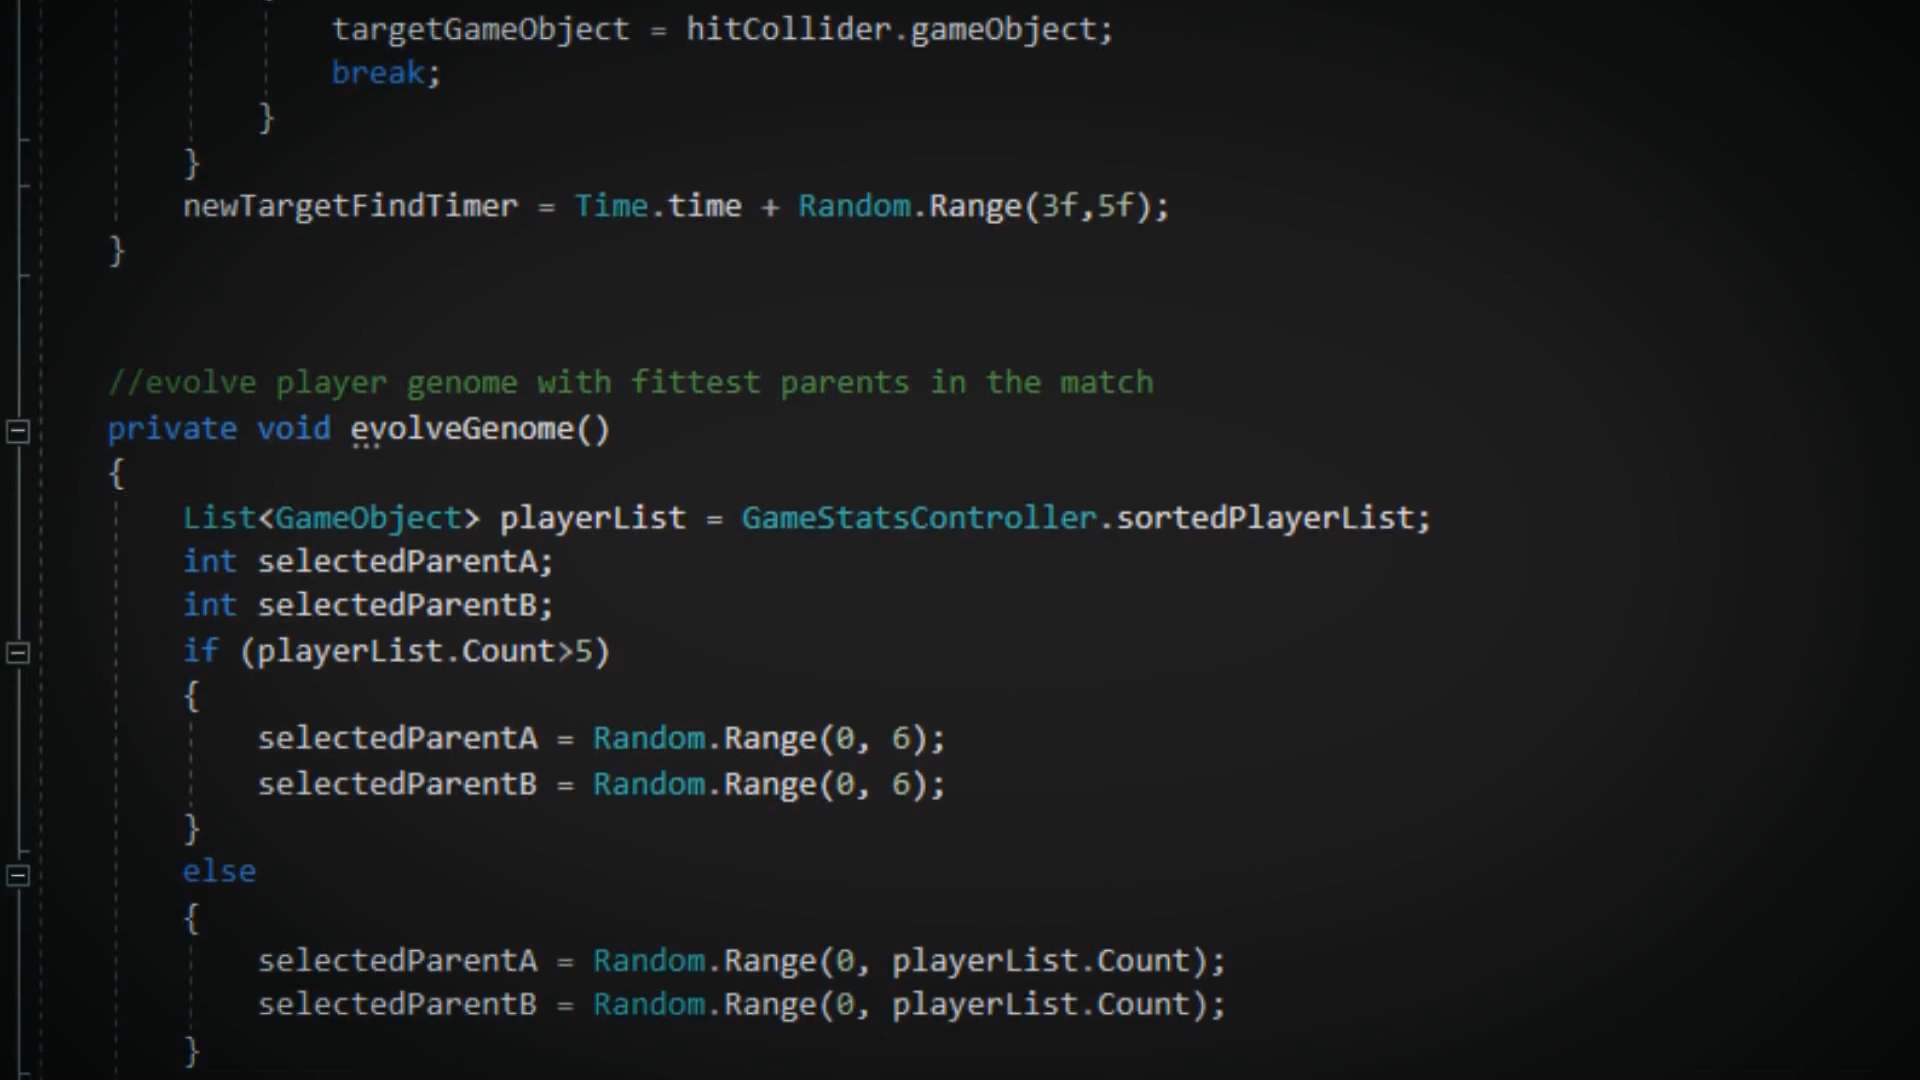 targetGameObject = hitCollider.gameObject;
break;
}
}
newTargetFindTimer = Time.time + Random.Range(3f,5f);
}
//evolve player genome with fittest parents in the match
private void evolveGenome()
{
List<GameObject> playerList = GameStatsController.sortedPlayerList;
int selectedParentA;
int selectedParentB;
if (playerList.Count>5)
{
selectedParentA = Random.Range(0, 6);
selectedParentB = Random.Range(0, 6);
}
else
{
selectedParentA = Random.Range(0, playerList.Count);
selectedParentB = Random.Range(0, playerList.Count);
}